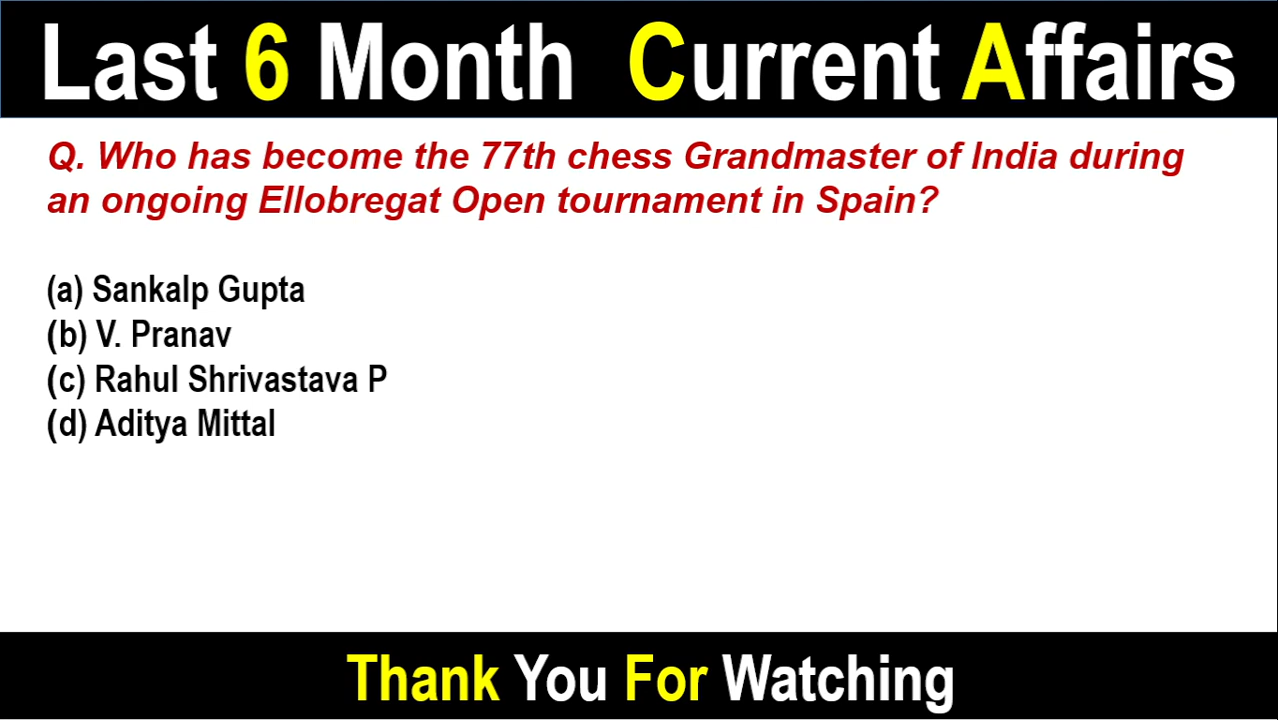 Last 6 Month Current Affairs
Q. Who has become the 77th chess Grandmaster of India during
an ongoing Ellobregat Open tournament in Spain?
(a) Sankalp Gupta
(b) V. Pranav
(c) Rahul Shrivastava P
(d) Aditya Mittal
Thank You For Watching